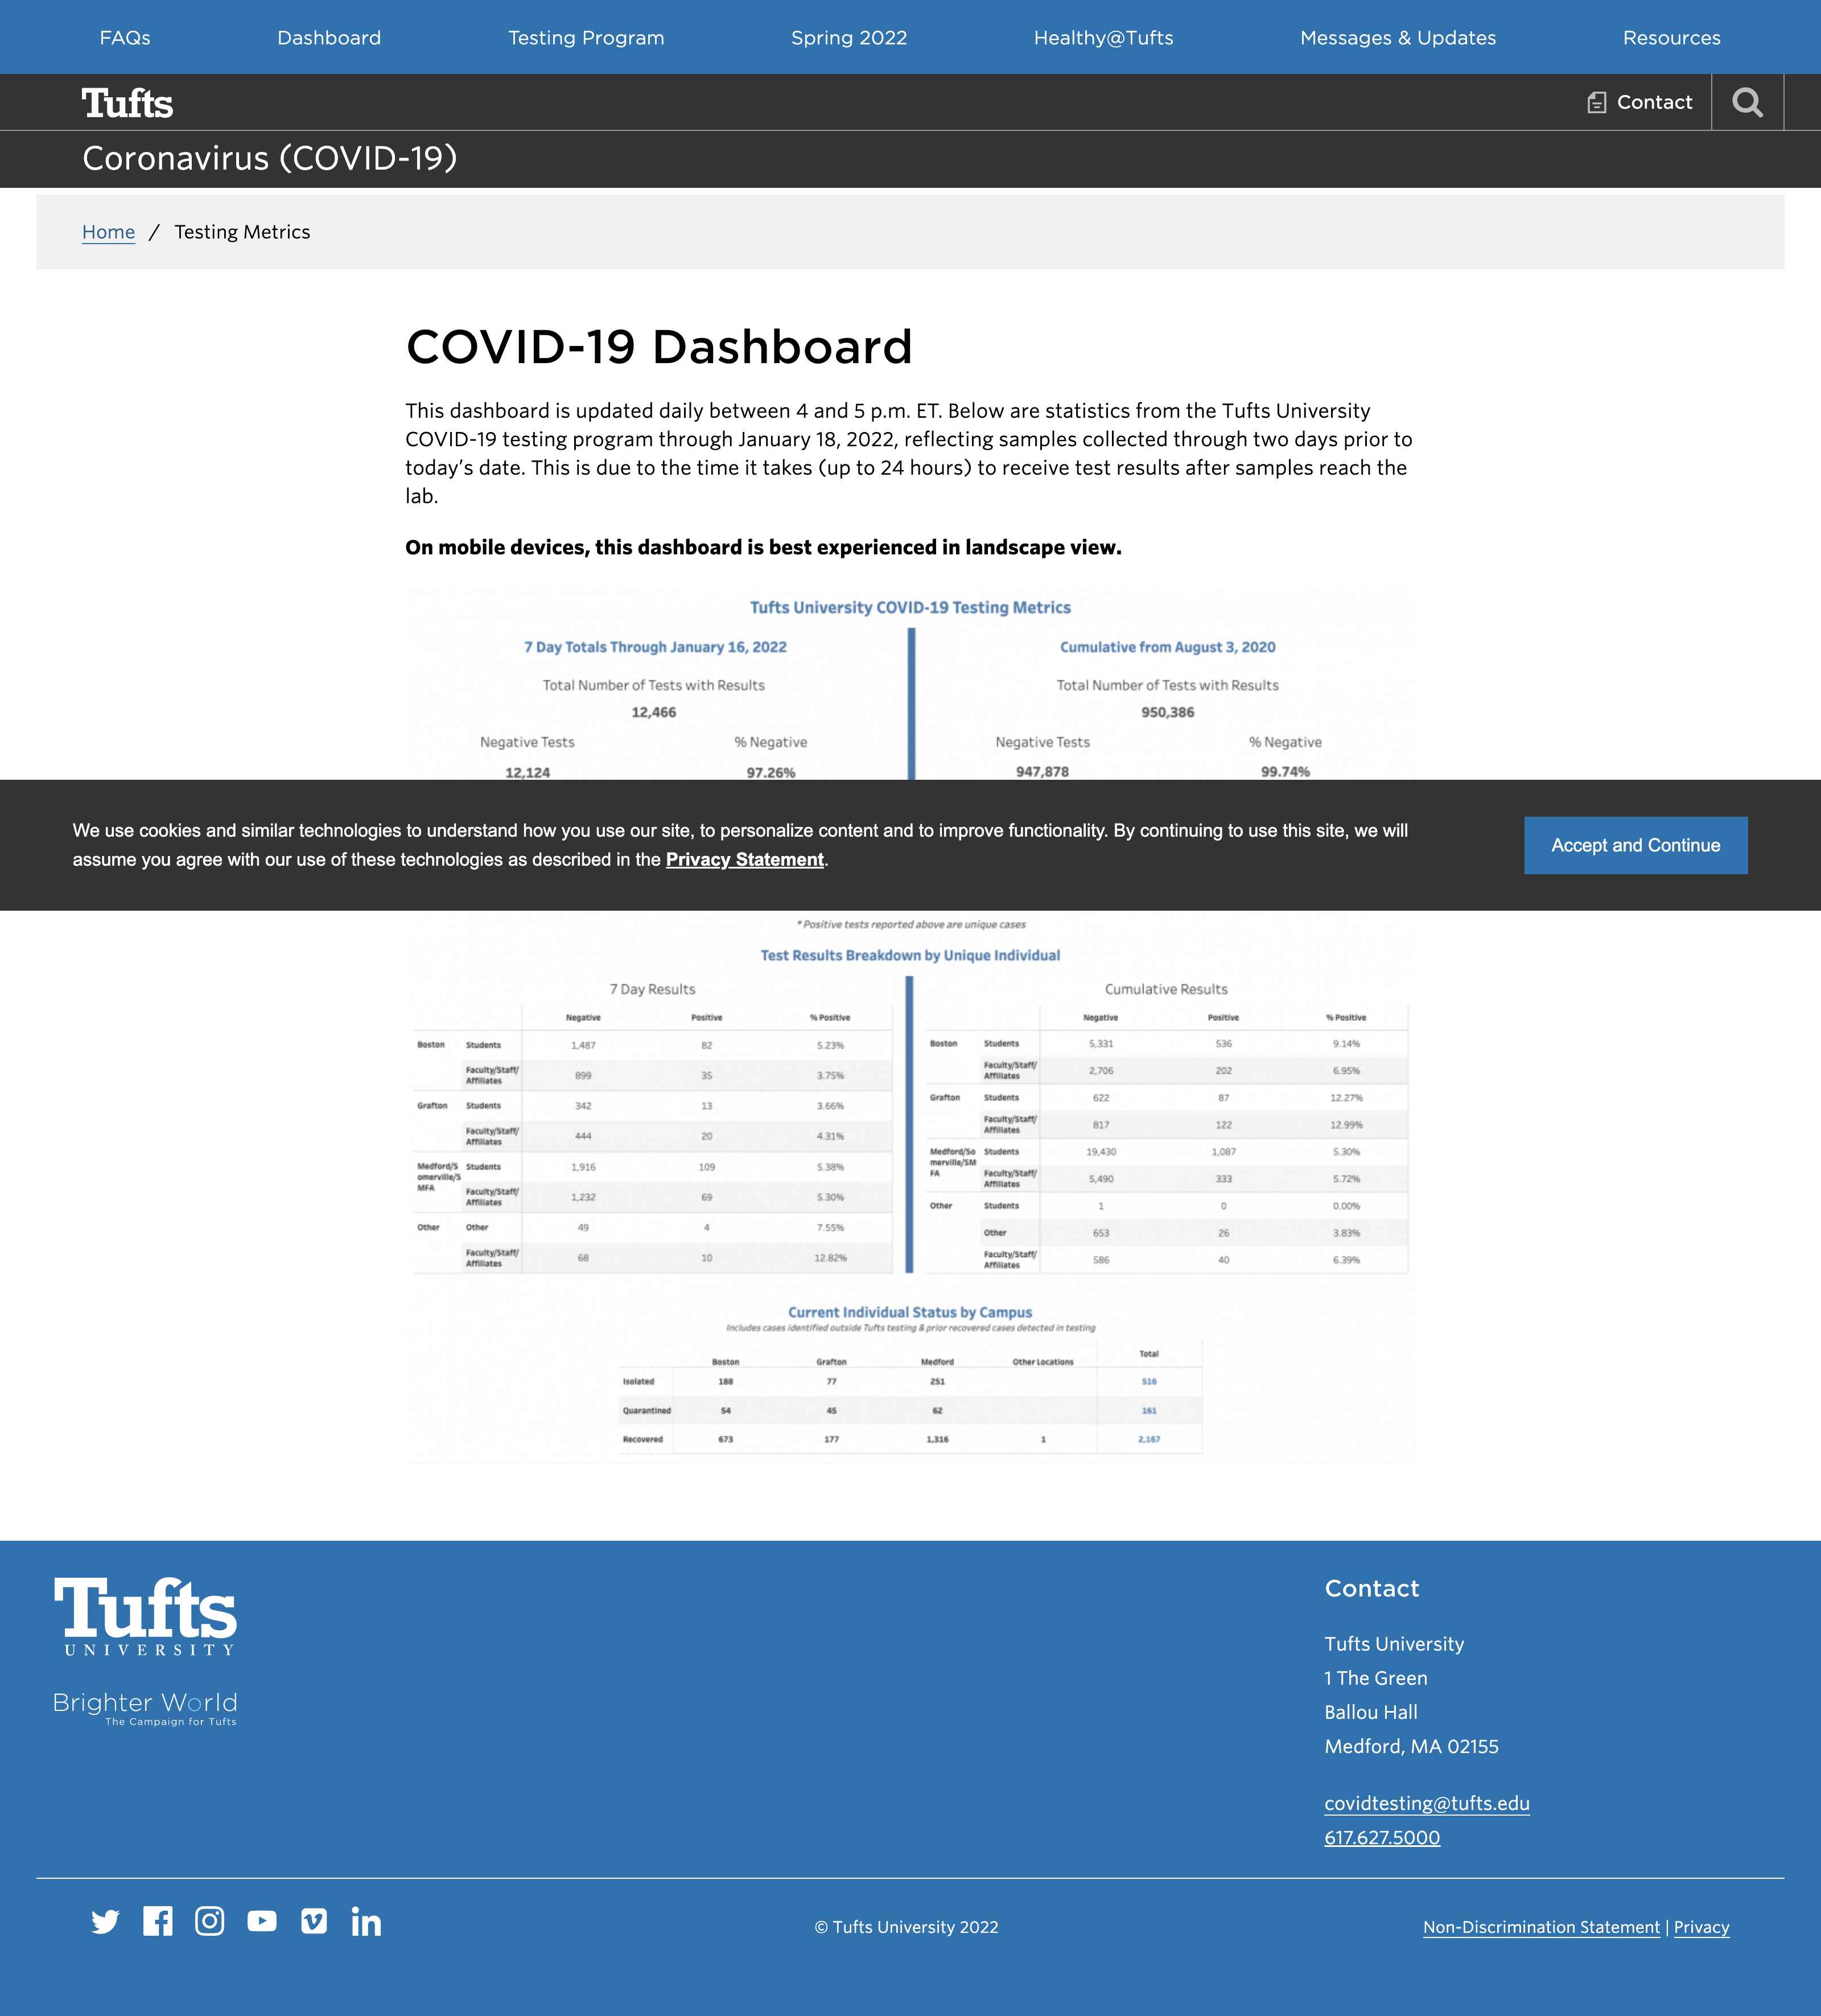 FAQs Dashboard Testing Program Spring 2022 Healthy@Tufts Messages & Updates Resources
Tufts Contact
Coronavirus (COVID-19)
Home / Testing Metrics
COVID-19 Dashboard
This dashboard is updated daily between 4 and 5 p.m. ET. Below are statistics from the Tufts University
COVID-19 testing program through January 18, 2022, reflecting samples collected through two days prior to
today's date. This is due to the time it takes (up to 24 hours) to receive test results after samples reach the
lab.
On mobile devices, this dashboard is best experienced in landscape view.
Tufts University COVID-19 Testing Metrics
7 Day Totals Through January 16, 2022 Cumulative from August 3, 2020
Total Number of Tests with Results Total Number of Tests with Results
12,466 950,386
Negative Tests % Negative Negative Tests % Negative
12,124 97.26% 947,878 99.74%
We use cookies and similar technologies to understand how you use our site, to personalize content and to improve functionality. By continuing to use this site, we will
assume you agree with our use of these technologies as described in the Privacy Statement.
Accept and Continue
* Positive tests reported above are unique cases
Test Results Breakdown by Unique Individual
7 Day Results
Negative Positive % Positive
Boston Students 1,487 82 5.23%
Faculty/Staff/
Affiliates 899 35 3.75%
Grafton Students 342 13 3.66%
Faculty/Staff/
Affiliates 444 20 4.31%
Medford/S Students 1,916 109 5.38%
omerville/S
MFA
Faculty/Staff/
Affiliates 1,232 69 5.30%
Other Other 49 4 7.55%
Faculty/Staff/
Affiliates 68 10 12.82%
Cumulative Results
Negative Positive % Positive
Boston Students 5,331 536 9.14%
Faculty/Staff/
Affiliates 2,706 202 6.95%
Grafton Students 622 87 12.27%
Faculty/Staff/
Affiliates 817 122 12.99%
Medford/So Students 19,430 1,087 5.30%
merville/SM
FA
Faculty/Staff/
Affiliates 5,490 333 5.72%
Other Students 1 0 0.00%
Other 653 26 3.83%
Faculty/Staff/
Affiliates 586 40 6.39%
Current Individual Status by Campus
Includes cases identified outside Tufts testing & prior recovered cases detected in testing
Boston Grafton Medford Other Locations Total
Isolated 188 77 251 516
Quarantined 54 45 62 161
Recovered 673 177 1,316 1 2,167
Tufts
UNIVERSITY
Brighter World
The Campaign for Tufts
Contact
Tufts University
1 The Green
Ballou Hall
Medford, MA 02155
covidtesting@tufts.edu
617.627.5000
© Tufts University 2022
Non-Discrimination Statement | Privacy